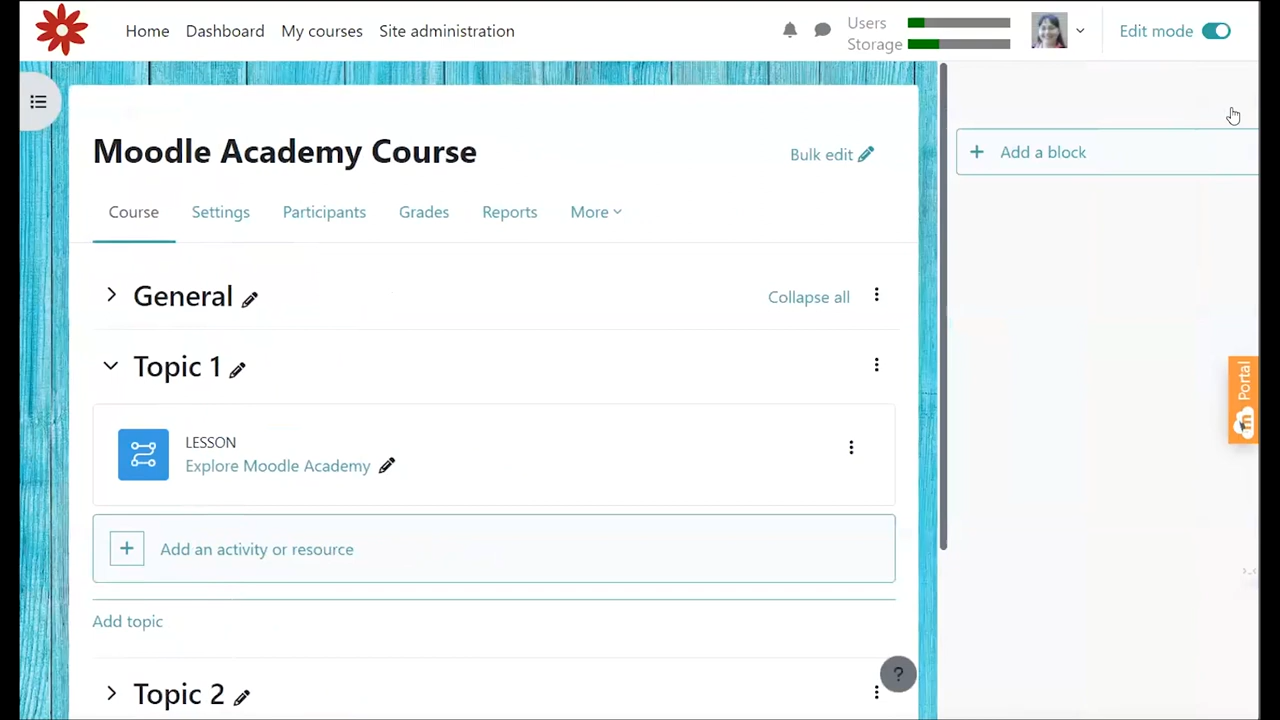 Home Dashboard My courses Site administration
Users
Storage
Edit mode
Moodle Academy Course
Bulk edit
Add a block
Course Settings Participants Grades Reports More
General
Collapse all
Topic 1
Portal
LESSON
Explore Moodle Academy
Add an activity or resource
Add topic
Topic 2
?